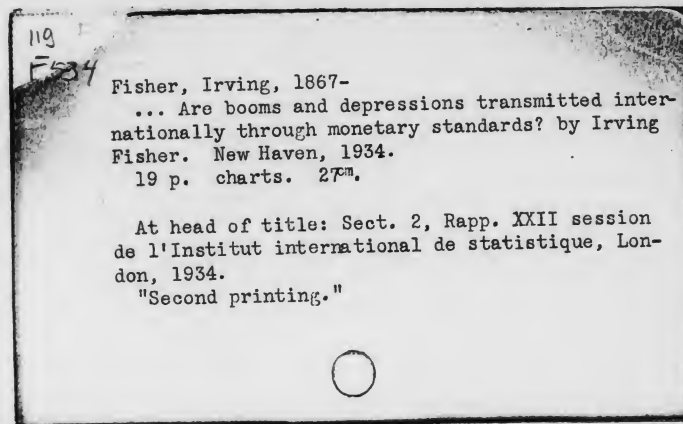 119
F534
Fisher, Irving, 1867-
... Are booms and depressions transmitted inter-
nationally through monetary standards? by Irving
Fisher. New Haven, 1934.
19 p. charts. 27cm.
At head of title: Sect. 2, Rapp. XXII session
de l'Institut international de statistique, Lon-
don, 1934.
"Second printing."